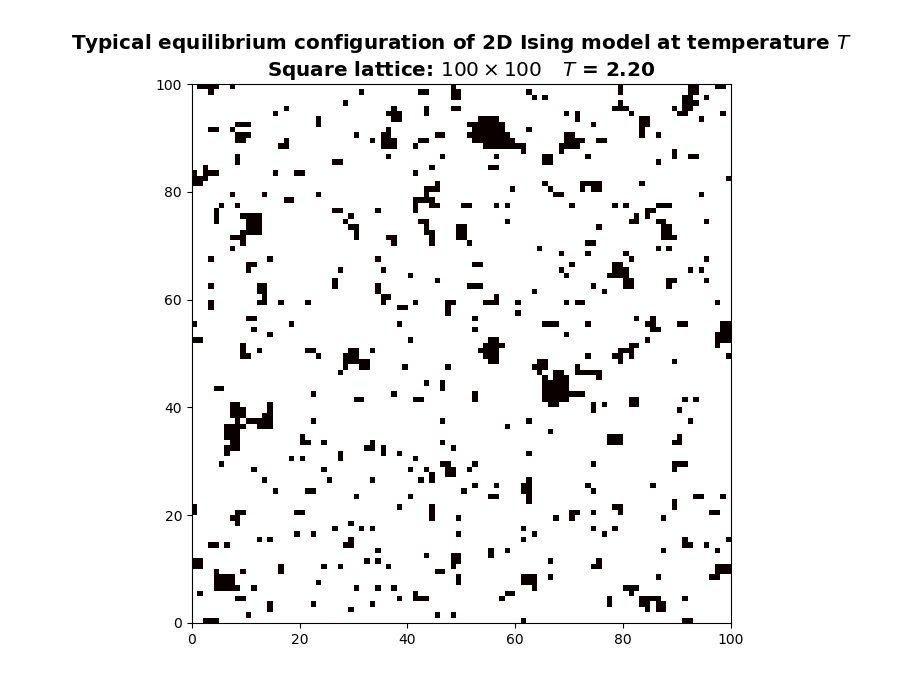 Typical equilibrium configuration of 2D Ising model at temperature T
Square lattice: 100 × 100 T = 2.20
100
80
60
40
20
0
0 20 40 60 80 100